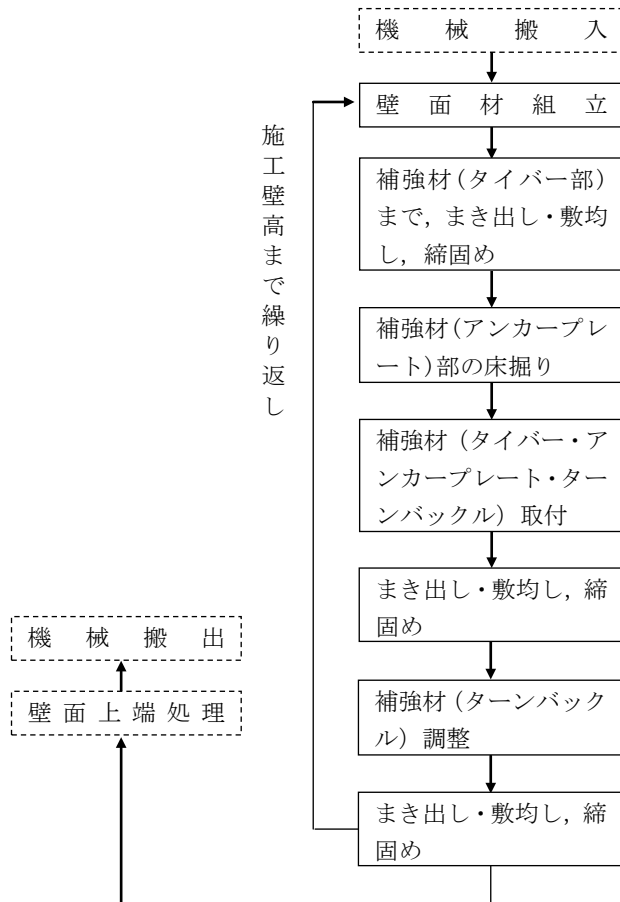 機械搬入
壁面材組立
補強材(タイバー部)
まで, まき出し・敷均
し, 締固め
補強材(アンカープレ
ート)部の床掘り
補強材(タイバー・ア
ンカープレート・ター
ンバックル)取付
まき出し・敷均し, 締
固め
補強材(ターンバック
ル)調整
まき出し・敷均し, 締
固め
施工壁高まで繰り返し
機械搬出
壁面上端処理